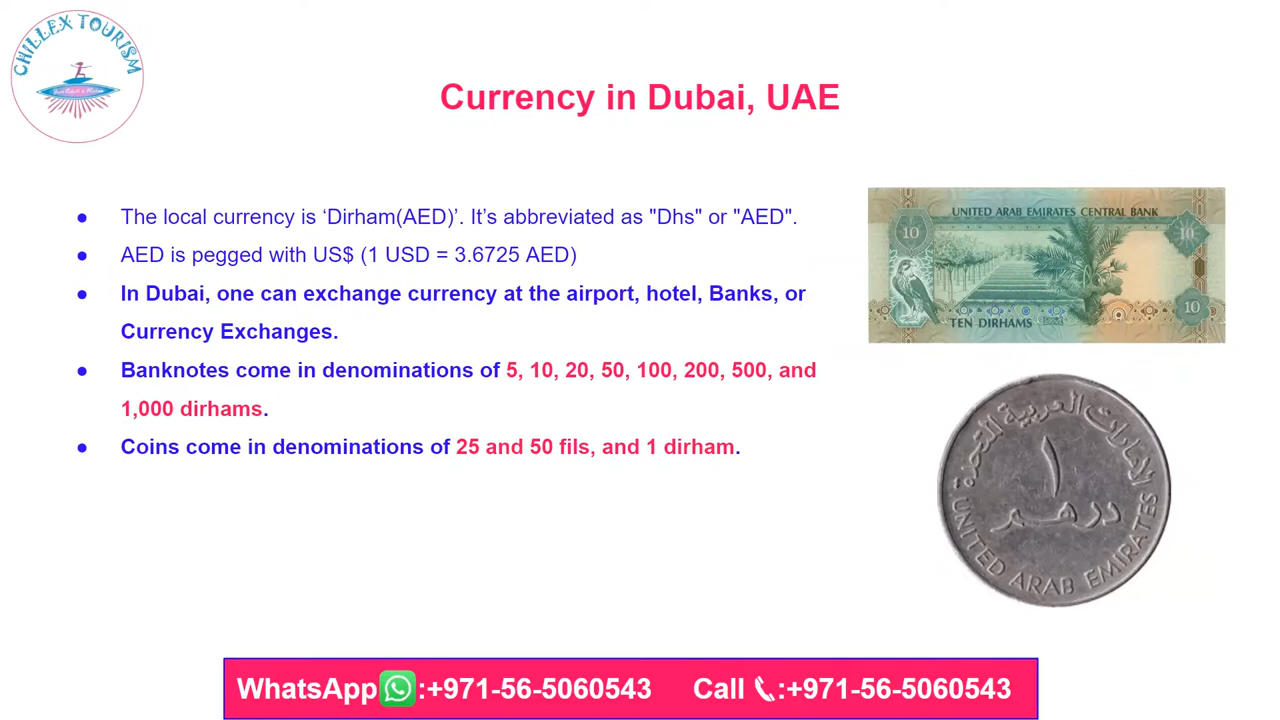 CHILLEX TOURISM
Currency in Dubai, UAE
● The local currency is ‘Dirham(AED)’. It’s abbreviated as "Dhs" or "AED".
● AED is pegged with US$ (1 USD = 3.6725 AED)
● In Dubai, one can exchange currency at the airport, hotel, Banks, or
Currency Exchanges.
● Banknotes come in denominations of 5, 10, 20, 50, 100, 200, 500, and
1,000 dirhams.
● Coins come in denominations of 25 and 50 fils, and 1 dirham.
UNITED ARAB EMIRATES CENTRAL BANK
10
10
10
TEN DIRHAMS
الإمارات العربية المتحدة
١
درهم
UNITED ARAB EMIRATES
WhatsApp :+971-56-5060543 Call :+971-56-5060543